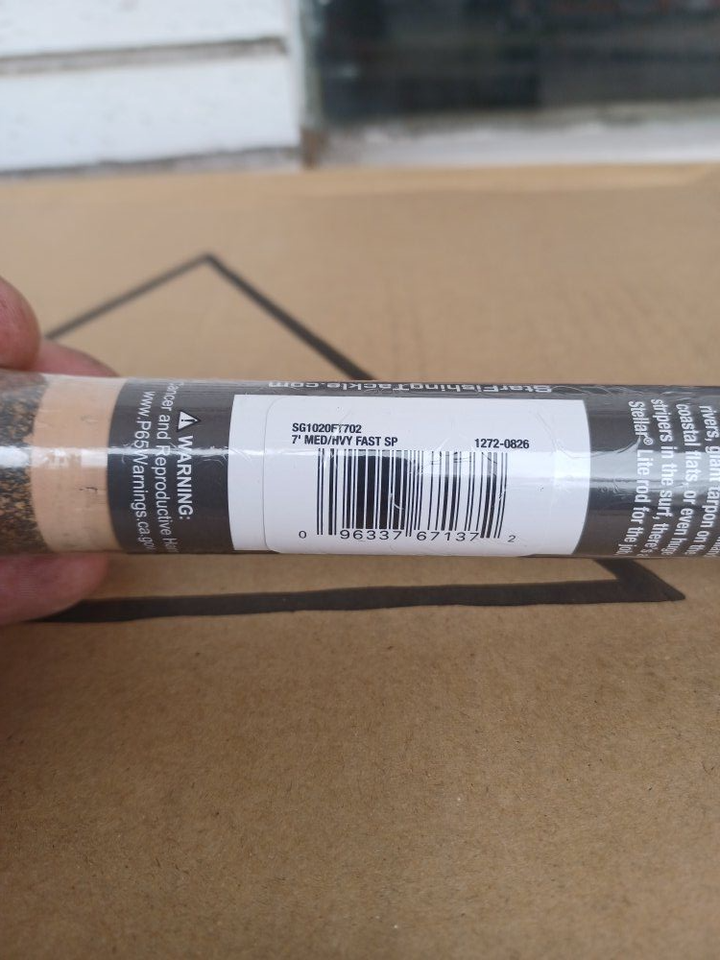 StarFishingTackle.com
SG1020FT702
7' MED/HVY FAST SP
1272-0826
0 96337 67137 2
WARNING:
Cancer and Reproductive
www.P65Warnings.ca.gov
rivers, giant tarpon on the
coastal flats, or even huge
stripers in the surf, there's a
Stellar® Lite rod for the